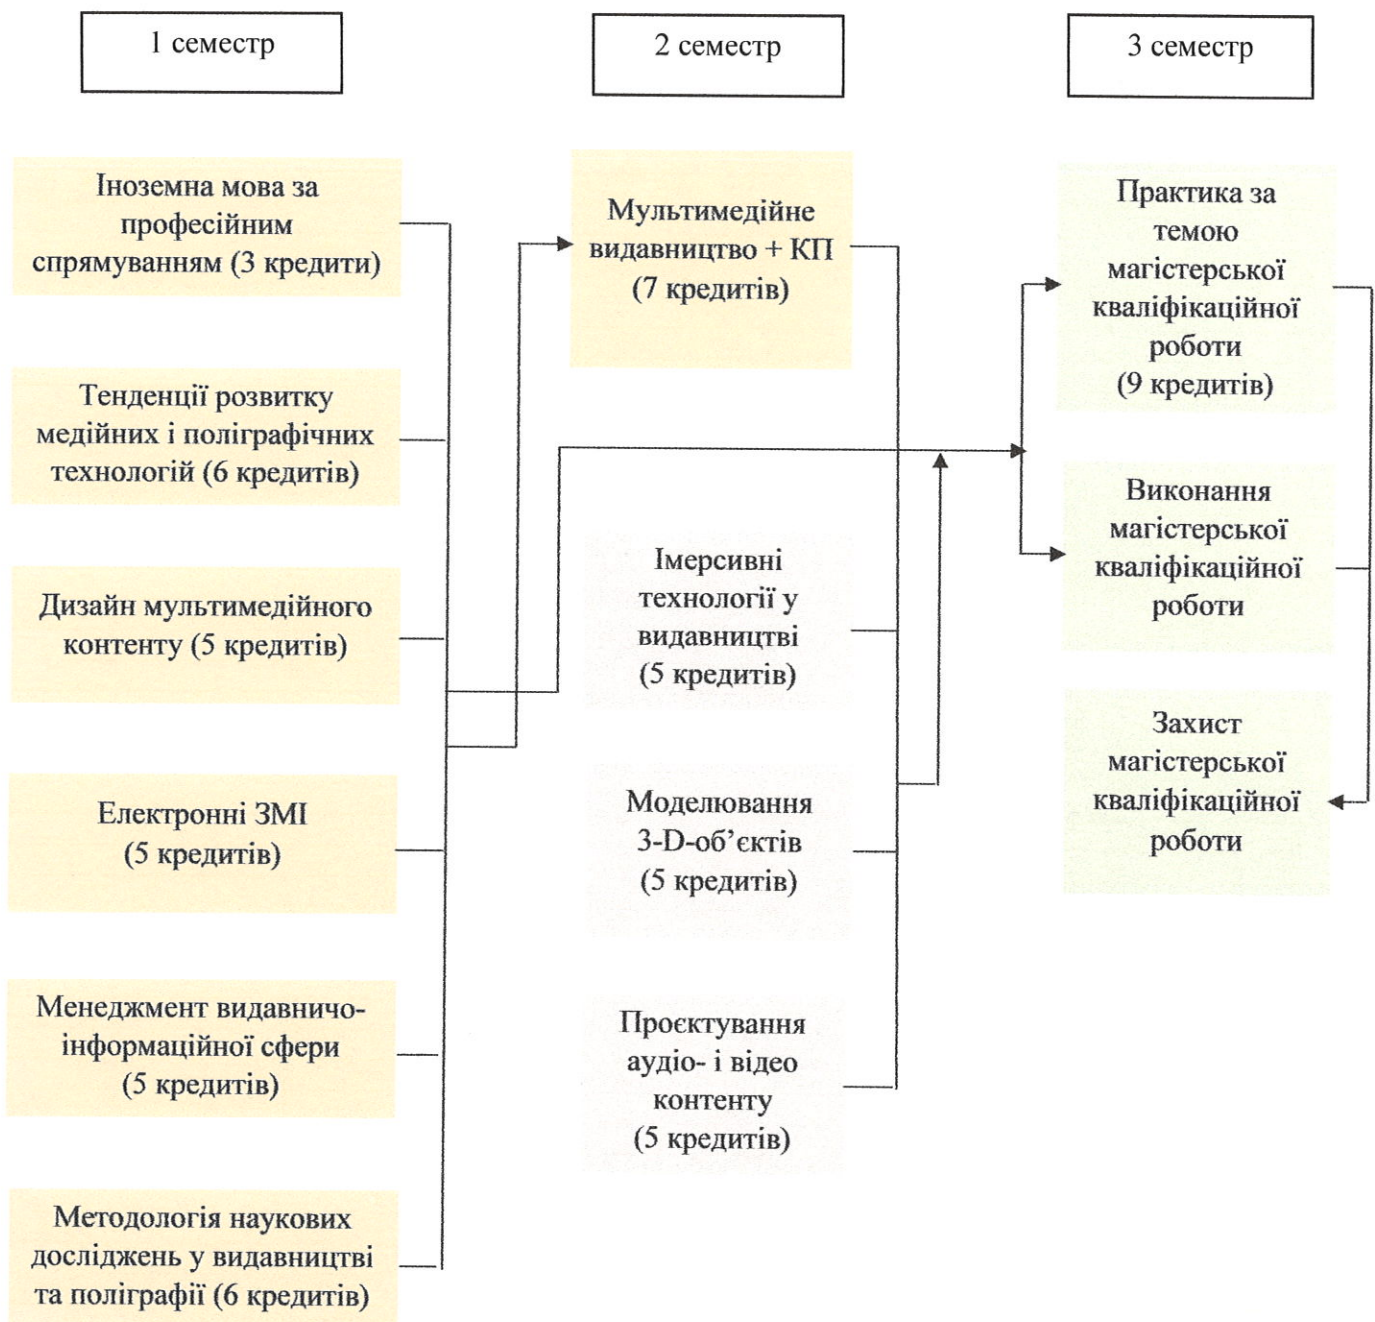 1 семестр
2 семестр
3 семестр
Іноземна мова за
професійним
спрямуванням (3 кредити)
Тенденції розвитку
медійних і поліграфічних
технологій (6 кредитів)
Дизайн мультимедійного
контенту (5 кредитів)
Електронні ЗМІ
(5 кредитів)
Менеджмент видавничо-
інформаційної сфери
(5 кредитів)
Методологія наукових
досліджень у видавництві
та поліграфії (6 кредитів)
Мультимедійне
видавництво + КП
(7 кредитів)
Імерсивні
технології у
видавництві
(5 кредитів)
Моделювання
3-D-об’єктів
(5 кредитів)
Проєктування
аудіо- і відео
контенту
(5 кредитів)
Практика за
темою
магістерської
кваліфікаційної
роботи
(9 кредитів)
Виконання
магістерської
кваліфікаційної
роботи
Захист
магістерської
кваліфікаційної
роботи